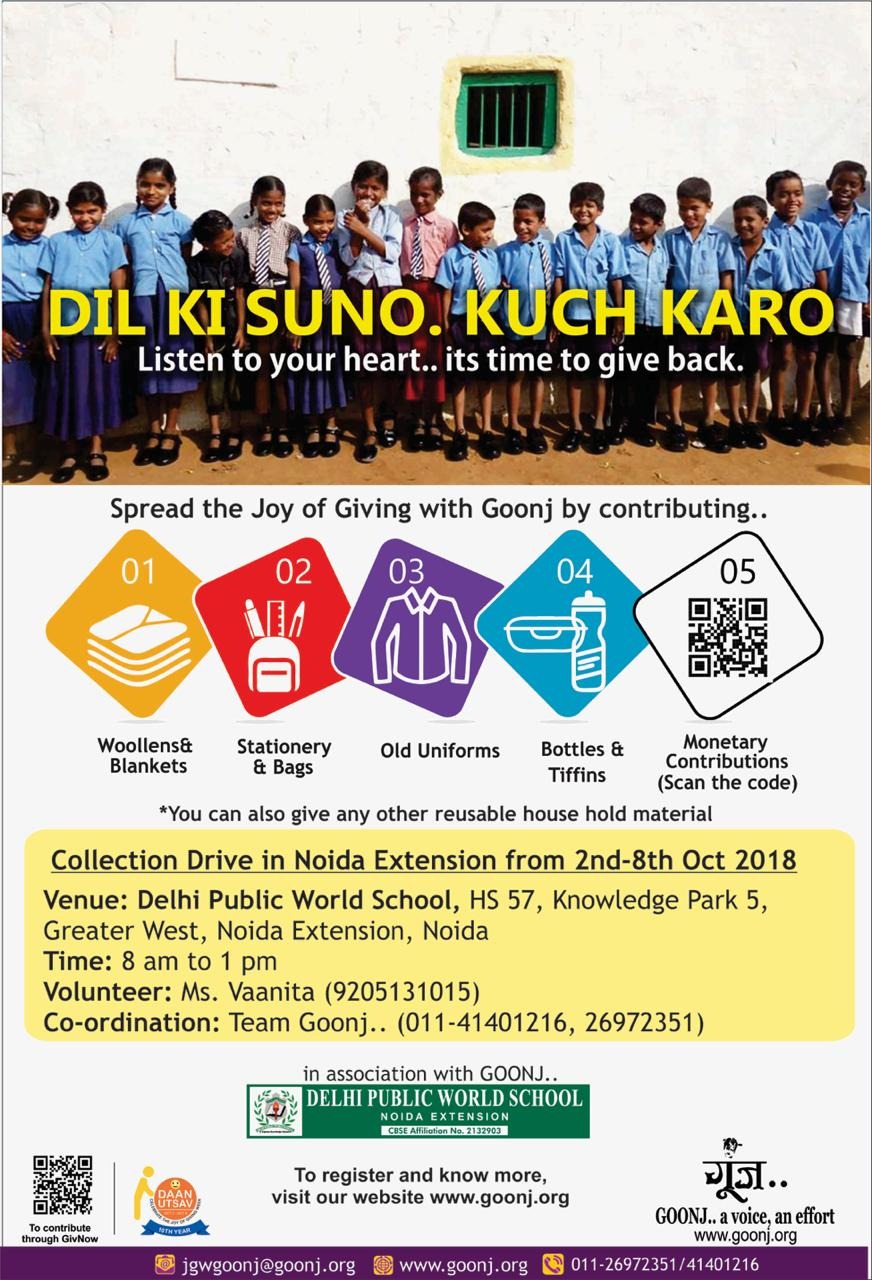 DIL KI SUNO. KUCH KARO
Listen to your heart.. its time to give back.
Spread the Joy of Giving with Goonj by contributing..
01
02
03
04
05
Woollens&
Blankets
Stationery
& Bags
Old Uniforms
Bottles &
Tiffins
Monetary
Contributions
(Scan the code)
*You can also give any other reusable house hold material
Collection Drive in Noida Extension from 2nd-8th Oct 2018
Venue: Delhi Public World School, HS 57, Knowledge Park 5,
Greater West, Noida Extension, Noida
Time: 8 am to 1 pm
Volunteer: Ms. Vaanita (9205131015)
Co-ordination: Team Goonj.. (011-41401216, 26972351)
in association with GOONJ..
DELHI PUBLIC WORLD SCHOOL
NOIDA EXTENSION
CBSE Affiliation No. 2132903
To contribute
through GivNow
DAAN
UTSAV
CELEBRATE THE JOY OF GIVING WEEK
10TH YEAR
To register and know more,
visit our website www.goonj.org
गूंज..
GOONJ.. a voice, an effort
www.goonj.org
jgwgoonj@goonj.org
www.goonj.org
011-26972351/41401216